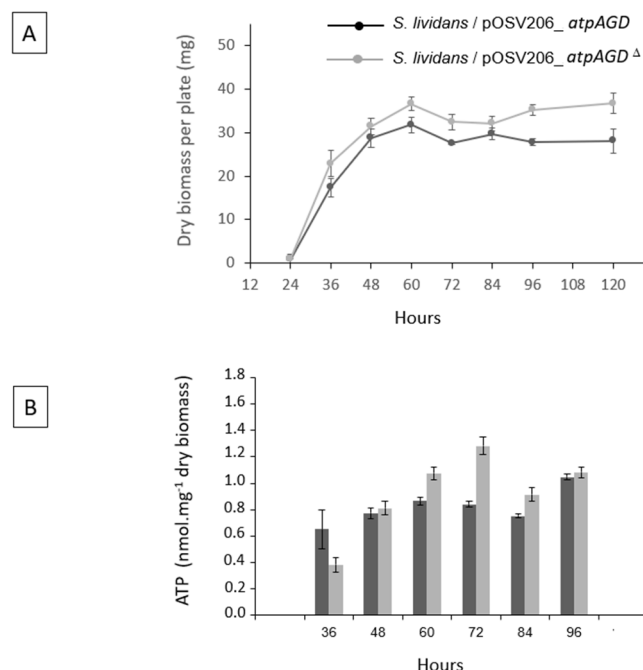 A
S. lividans / pOSV206_ atpAGD
S. lividans / pOSV206_ atpAGD Δ
Dry biomass per plate (mg)
50
40
30
20
10
0
12 24 36 48 60 72 84 96 108 120
Hours
B
ATP (nmol.mg⁻¹ dry biomass)
1.8
1.6
1.4
1.2
1.0
0.8
0.6
0.4
0.2
0.0
36 48 60 72 84 96
Hours